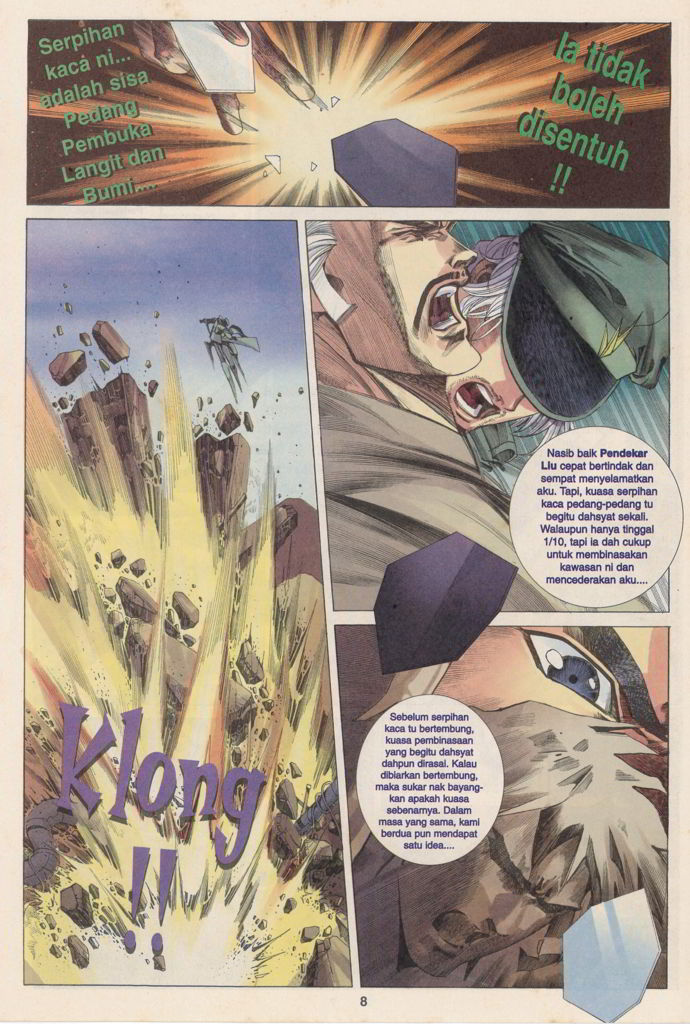 Serpihan
kaca ni...
adalah sisa
Pedang
Pembuka
Langit dan
Bumi....
Ia tidak
boleh
disentuh
!!
Klong
!!
Nasib baik Pendekar
Liu cepat bertindak dan
sempat menyelamatkan
aku. Tapi, kuasa serpihan
kaca pedang-pedang tu
begitu dahsyat sekali.
Walaupun hanya tinggal
1/10, tapi ia dah cukup
untuk membinasakan
kawasan ni dan
mencederakan aku....
Sebelum serpihan
kaca tu bertembung,
kuasa pembinasaan
yang begitu dahsyat
dahpun dirasai. Kalau
dibiarkan bertembung,
maka sukar nak bayang-
kan apakah kuasa
sebenarnya. Dalam
masa yang sama, kami
berdua pun mendapat
satu idea....
8